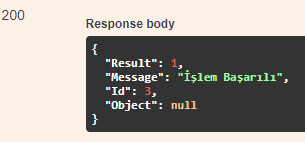 200
Response body
{
  "Result": 1,
  "Message": "İşlem Başarılı",
  "Id": 3,
  "Object": null
}